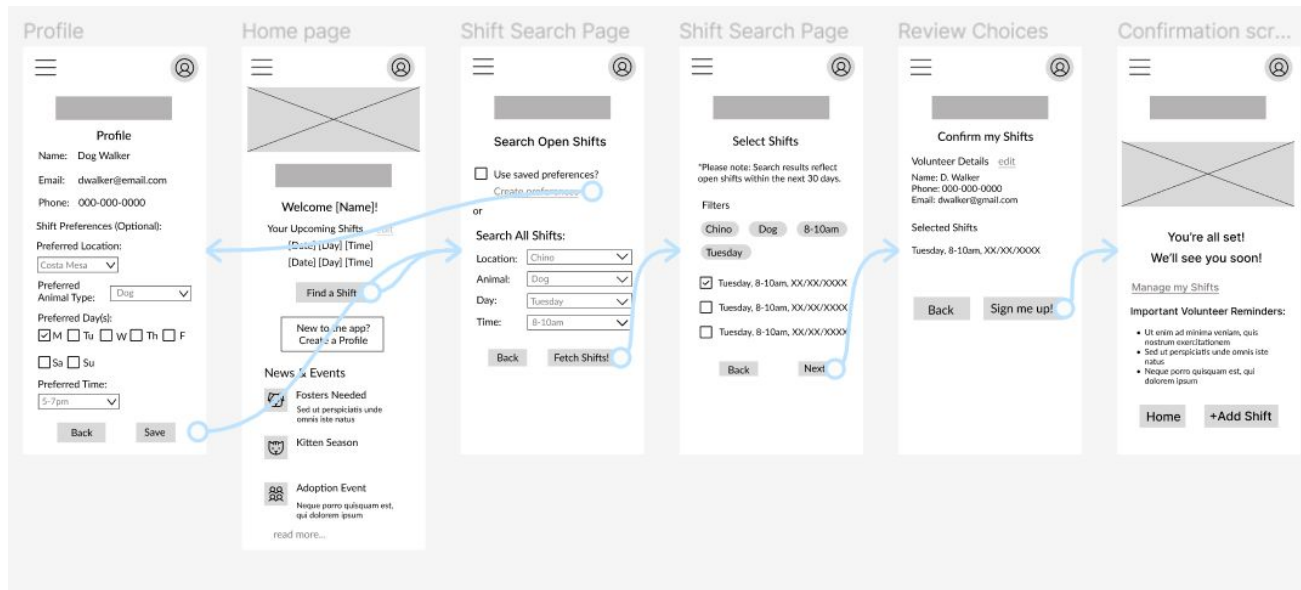 Profile
Profile
Name: Dog Walker
Email: dwalker@email.com
Phone: 000-000-0000
Shift Preferences (Optional):
Preferred Location:
Costa Mesa
Preferred
Animal Type: Dog
Preferred Day(s):
M Tu W Th F
Sa Su
Preferred Time:
5-7pm
Back Save
Home page
Welcome [Name]!
Your Upcoming Shifts edit
[Date] [Day] [Time]
[Date] [Day] [Time]
Find a Shift
New to the app?
Create a Profile
News & Events
Fosters Needed
Sed ut perspiciatis unde
omnis iste natus
Kitten Season
Adoption Event
Neque porro quisquam est,
qui dolorem ipsum
read more...
Shift Search Page
Search Open Shifts
Use saved preferences?
Create preferences
or
Search All Shifts:
Location: Chino
Animal: Dog
Day: Tuesday
Time: 8-10am
Back Fetch Shifts!
Shift Search Page
Select Shifts
*Please note: Search results reflect
open shifts within the next 30 days.
Filters
Chino Dog 8-10am
Tuesday
Tuesday, 8-10am, XX/XX/XXXX
Tuesday, 8-10am, XX/XX/XXXX
Tuesday, 8-10am, XX/XX/XXXX
Back Next
Review Choices
Confirm my Shifts
Volunteer Details edit
Name: D. Walker
Phone: 000-000-0000
Email: dwalker@gmail.com
Selected Shifts
Tuesday, 8-10am, XX/XX/XXXX
Back Sign me up!
Confirmation scr...
You're all set!
We'll see you soon!
Manage my Shifts
Important Volunteer Reminders:
• Ut enim ad minima veniam, quis
nostrum exercitationem
• Sed ut perspiciatis unde omnis iste
natus
• Neque porro quisquam est, qui
dolorem ipsum
Home +Add Shift